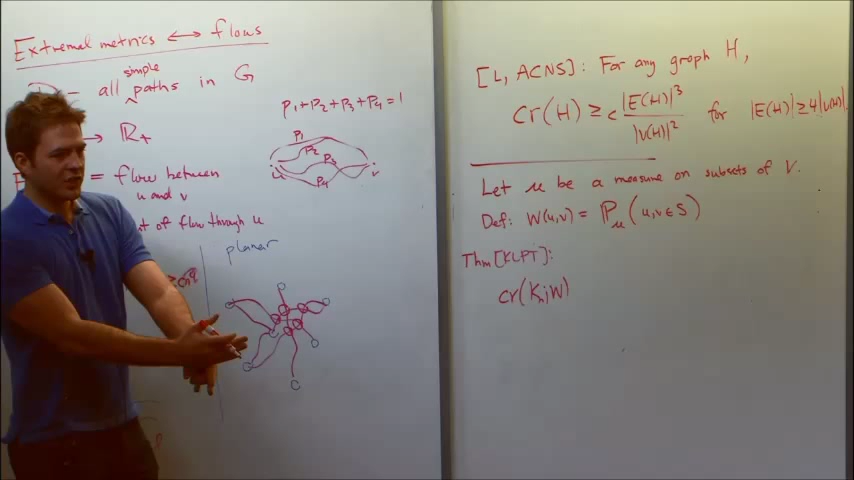 Extremal metrics ↔ flows
— all simple paths in G
→ ℝ₊
= flow between
u and v
of flow through u
p₁+p₂+p₃+p₄=1
p₁
p₂
p₃
p₄
u
v
planar
[L, ACNS]: For any graph H,
cr(H) ≥ c |E(H)|³ / |V(H)|² for |E(H)| ≥ 4|V(H)|.
Let μ be a measure on subsets of V.
Def: W(u,v) = ℙ_μ(u,v∈S)
Thm [KLPT]:
cr(Kₙ;W)